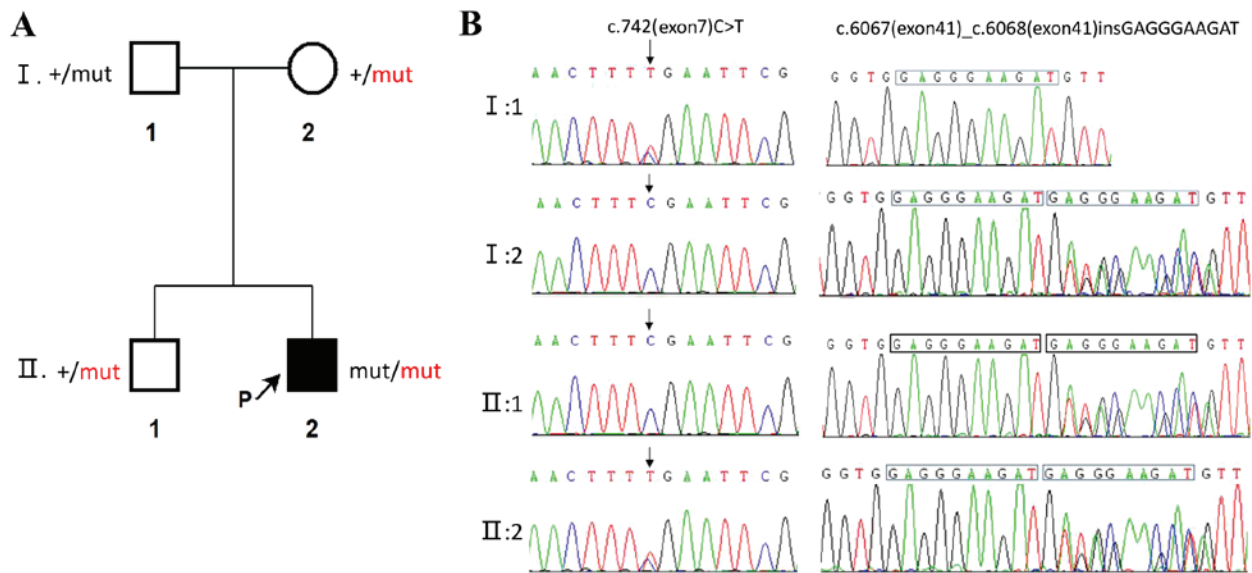 A
B
c.742(exon7)C>T
c.6067(exon41)_c.6068(exon41)insGAGGGAAGAT
I. +/mut
+/mut
1
2
I:1
A A C T T T T G A A T T C G
G G T G G A G G G A A G A T G T T
I:2
A A C T T T C G A A T T C G
G G T G G A G G G A A G A T G A G G G A A G A T G T T
II. +/mut
P
mut/mut
1
2
II:1
A A C T T T C G A A T T C G
G G T G G A G G G A A G A T G A G G G A A G A T G T T
II:2
A A C T T T T G A A T T C G
G G T G G A G G G A A G A T G A G G G A A G A T G T T